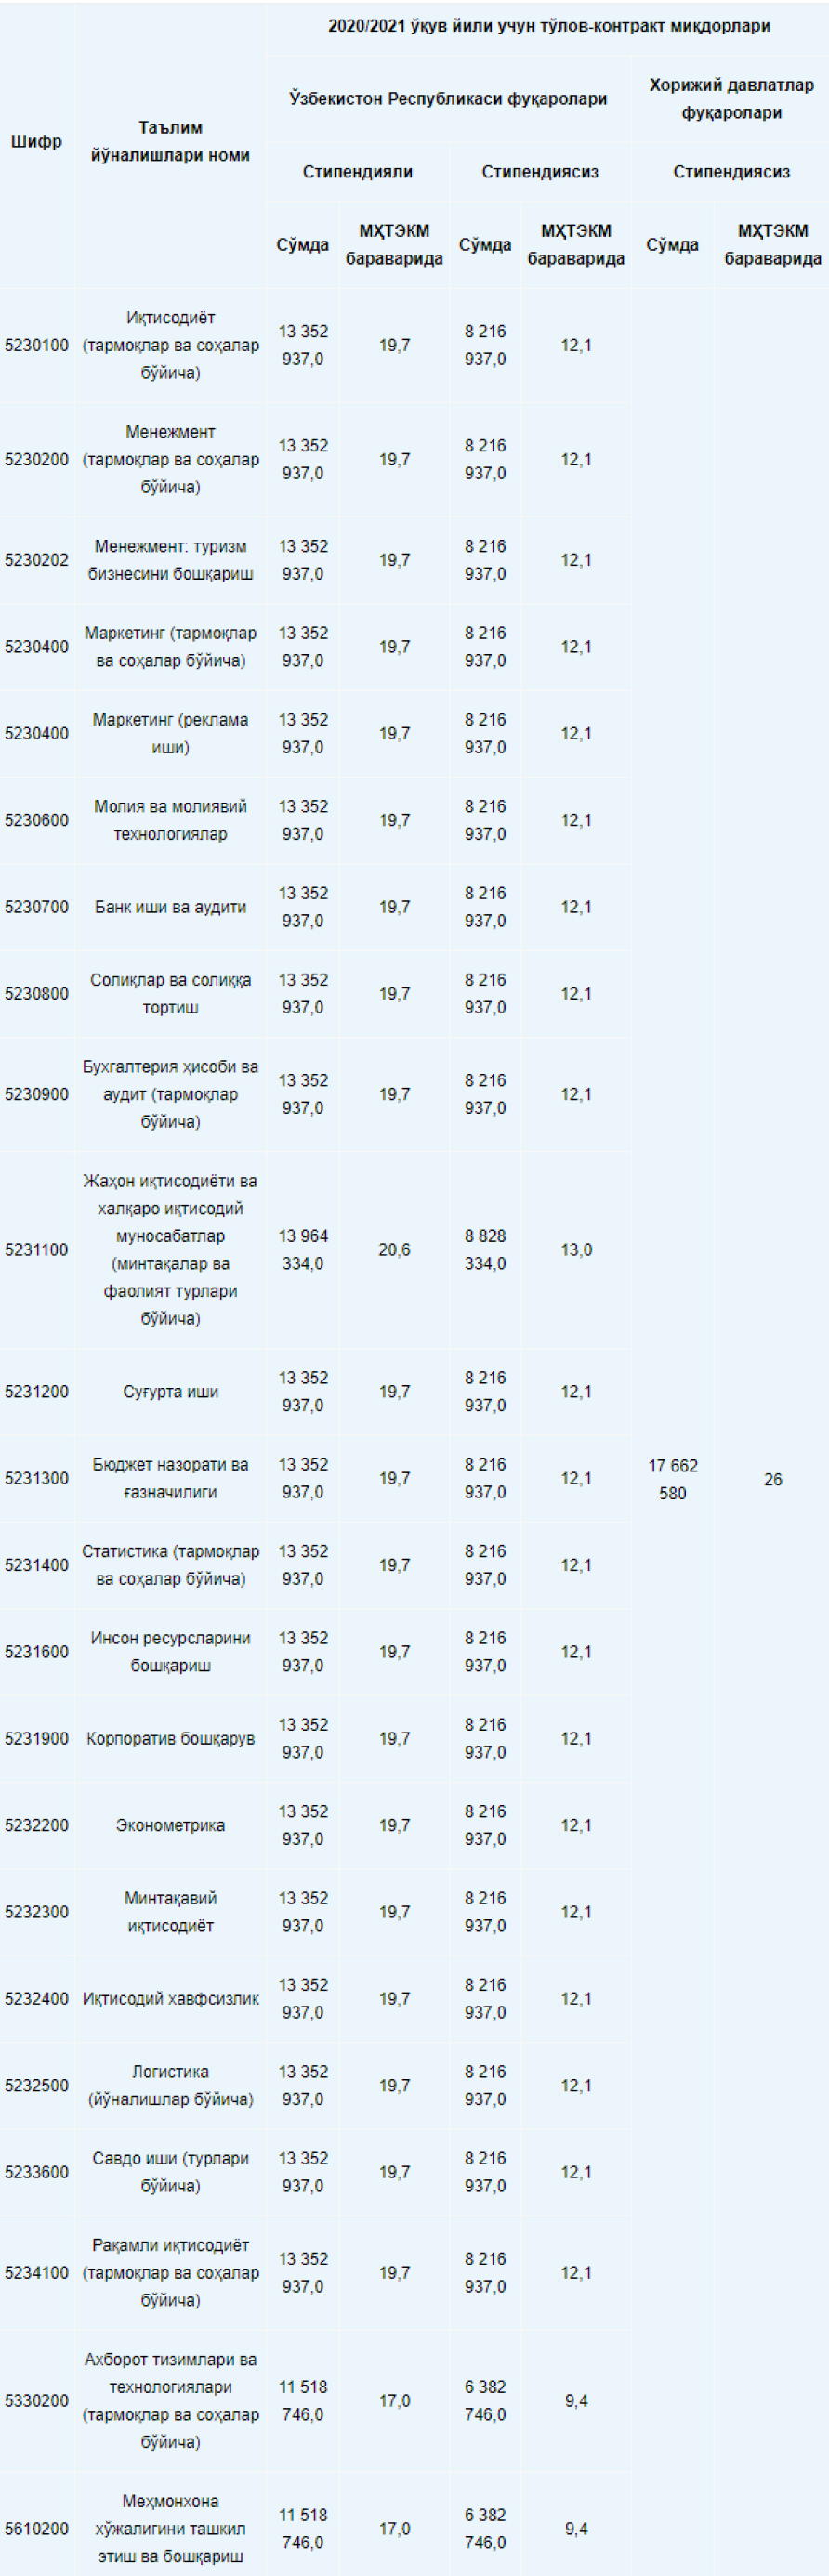 2020/2021 ўқув йили учун тўлов-контракт миқдорлари
Шифр
Таълим
йўналишлари номи
Ўзбекистон Республикаси фуқаролари
Хорижий давлатлар
фуқаролари
Стипендияли
Стипендиясиз
Стипендиясиз
Сўмда
МҲТЭКМ
бараварида
Сўмда
МҲТЭКМ
бараварида
Сўмда
МҲТЭКМ
бараварида
5230100
Иқтисодиёт
(тармоқлар ва соҳалар
бўйича)
13 352
937,0
19,7
8 216
937,0
12,1
5230200
Менежмент
(тармоқлар ва соҳалар
бўйича)
13 352
937,0
19,7
8 216
937,0
12,1
5230202
Менежмент: туризм
бизнесини бошқариш
13 352
937,0
19,7
8 216
937,0
12,1
5230400
Маркетинг (тармоқлар
ва соҳалар бўйича)
13 352
937,0
19,7
8 216
937,0
12,1
5230400
Маркетинг (реклама
иши)
13 352
937,0
19,7
8 216
937,0
12,1
5230600
Молия ва молиявий
технологиялар
13 352
937,0
19,7
8 216
937,0
12,1
5230700
Банк иши ва аудити
13 352
937,0
19,7
8 216
937,0
12,1
5230800
Солиқлар ва солиққа
тортиш
13 352
937,0
19,7
8 216
937,0
12,1
5230900
Бухгалтерия ҳисоби ва
аудит (тармоқлар
бўйича)
13 352
937,0
19,7
8 216
937,0
12,1
5231100
Жаҳон иқтисодиёти ва
халқаро иқтисодий
муносабатлар
(минтақалар ва
фаолият турлари
бўйича)
13 964
334,0
20,6
8 828
334,0
13,0
5231200
Суғурта иши
13 352
937,0
19,7
8 216
937,0
12,1
5231300
Бюджет назорати ва
ғазначилиги
13 352
937,0
19,7
8 216
937,0
12,1
17 662
580
26
5231400
Статистика (тармоқлар
ва соҳалар бўйича)
13 352
937,0
19,7
8 216
937,0
12,1
5231600
Инсон ресурсларини
бошқариш
13 352
937,0
19,7
8 216
937,0
12,1
5231900
Корпоратив бошқарув
13 352
937,0
19,7
8 216
937,0
12,1
5232200
Эконометрика
13 352
937,0
19,7
8 216
937,0
12,1
5232300
Минтақавий
иқтисодиёт
13 352
937,0
19,7
8 216
937,0
12,1
5232400
Иқтисодий хавфсизлик
13 352
937,0
19,7
8 216
937,0
12,1
5232500
Логистика
(йўналишлар бўйича)
13 352
937,0
19,7
8 216
937,0
12,1
5233600
Савдо иши (турлари
бўйича)
13 352
937,0
19,7
8 216
937,0
12,1
5234100
Рақамли иқтисодиёт
(тармоқлар ва соҳалар
бўйича)
13 352
937,0
19,7
8 216
937,0
12,1
5330200
Ахборот тизимлари ва
технологиялари
(тармоқлар ва соҳалар
бўйича)
11 518
746,0
17,0
6 382
746,0
9,4
5610200
Меҳмонхона
хўжалигини ташкил
этиш ва бошқариш
11 518
746,0
17,0
6 382
746,0
9,4